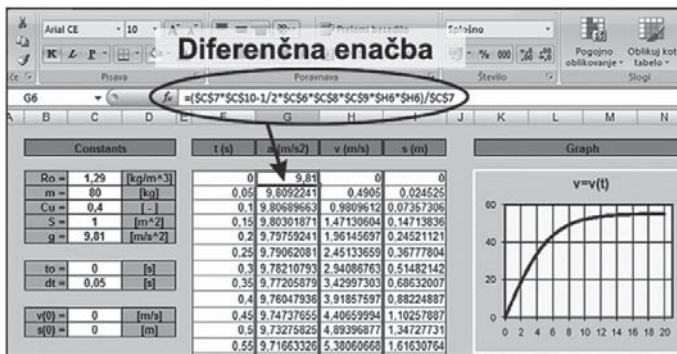 Arial CE 10 A A Prelomi besedilo Splošno
K L P % 000 Pogojno oblikovanje Oblikuj kot tabelo
Diferenčna enačba
Pisava Poravnava Število Slogi
G6 fx =($C$7*$C$10-1/2*$C$6*$C$8*$C$9*$H6*$H6)/$C$7
A B C D E F G H I J K L M N
Constants t (s) a (m/s2) v (m/s) s (m) Graph
Ro = 1,29 [kg/m^3] 0 9,81 0 0 v=v(t)
m = 80 [kg] 0,05 9,8092241 0,4905 0,024525
Cu = 0,4 [ - ] 0,1 9,80689663 0,9809612 0,07357306 60
S = 1 [m^2] 0,15 9,80301871 1,47130604 0,14713836
g = 9,81 [m/s^2] 0,2 9,79759241 1,96145697 0,24521121 40
0,25 9,79062081 2,45133659 0,36777804
to = 0 [s] 0,3 9,78210793 2,94086763 0,51482142 20
dt = 0,05 [s] 0,35 9,77205879 3,42997303 0,68632007
0,4 9,76047936 3,91857597 0,88224887 0
v(0) = 0 [m/s] 0,45 9,74737655 4,40659994 1,10257887
s(0) = 0 [m] 0,5 9,73275825 4,89396877 1,34727731 0 2 4 6 8 10 12 14 16 18 20
0,55 9,71663326 5,38060668 1,61630764